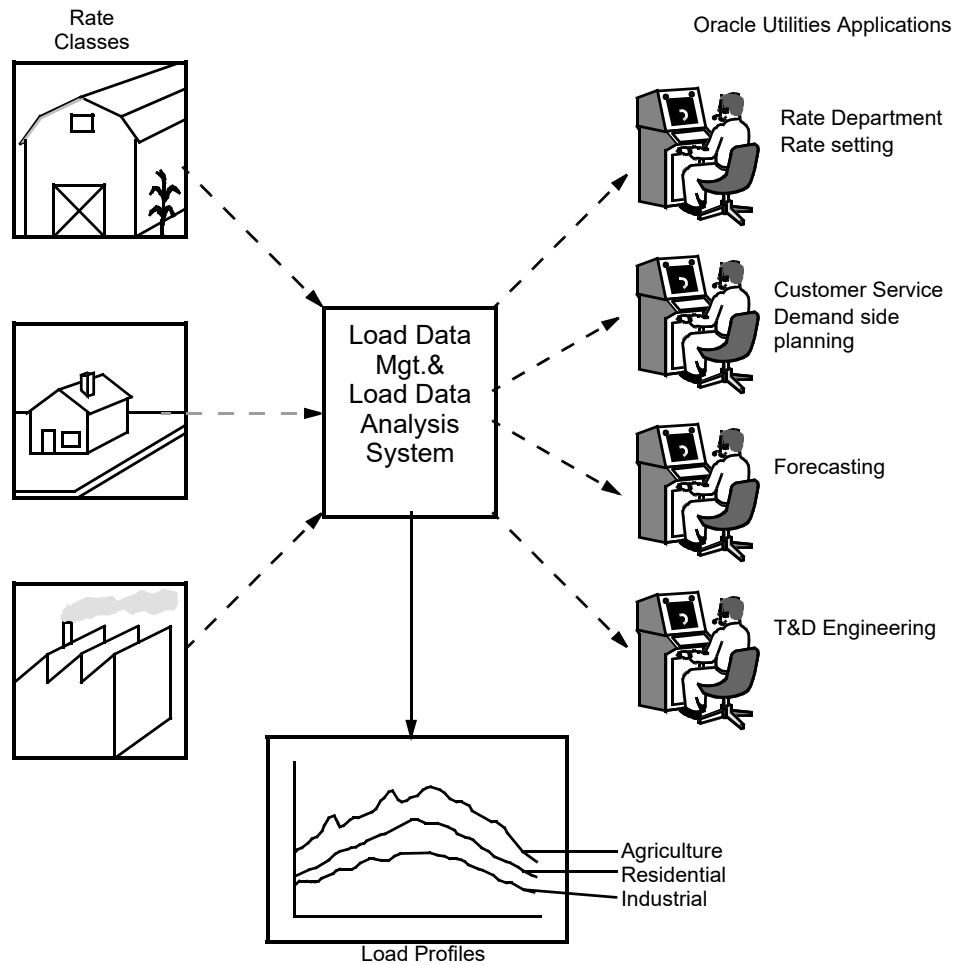 Rate
Classes
Oracle Utilities Applications
Rate Department
Rate setting
Customer Service
Demand side
planning
Load Data
Mgt.&
Load Data
Analysis
System
Forecasting
T&D Engineering
Agriculture
Residential
Industrial
Load Profiles